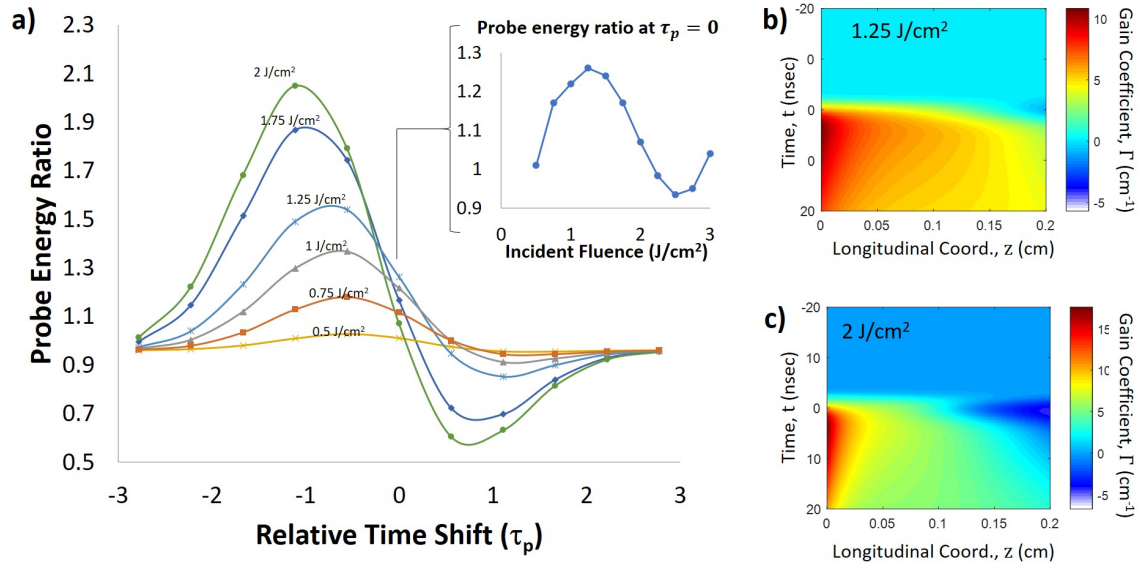 a)
Probe Energy Ratio
2.3
2.1
1.9
1.7
1.5
1.3
1.1
0.9
0.7
0.5
-3
-2
-1
0
1
2
3
Relative Time Shift (τp)
2 J/cm²
1.75 J/cm²
1.25 J/cm²
1 J/cm²
0.75 J/cm²
0.5 J/cm²
Probe energy ratio at τp = 0
1.3
1.2
1.1
1
0.9
0
1
2
3
Incident Fluence (J/cm²)
b)
1.25 J/cm²
Time, t (nsec)
-20
0
0
0
20
0
0.05
0.1
0.15
0.2
Longitudinal Coord., z (cm)
10
5
0
-5
Gain Coefficient, Γ (cm⁻¹)
c)
2 J/cm²
Time, t (nsec)
-20
10
0
10
20
0
0.05
0.1
0.15
0.2
Longitudinal Coord., z (cm)
15
10
5
0
-5
Gain Coefficient, Γ (cm⁻¹)